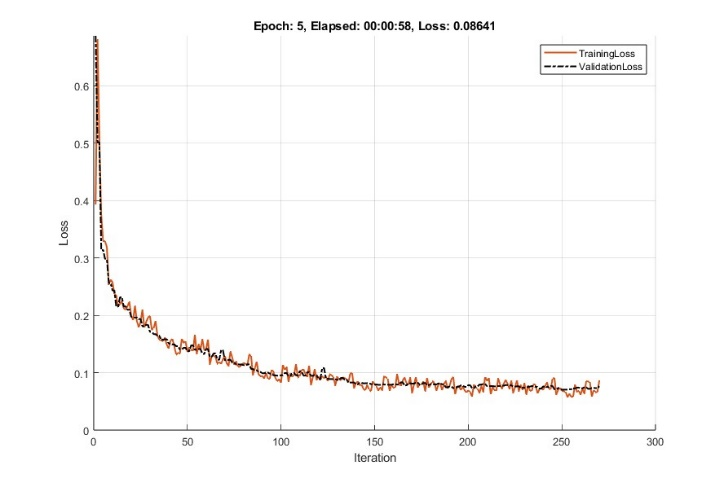 Epoch: 5, Elapsed: 00:00:58, Loss: 0.08641
TrainingLoss
ValidationLoss
0.6
0.5
0.4
0.3
0.2
0.1
0
Loss
0 50 100 150 200 250 300
Iteration